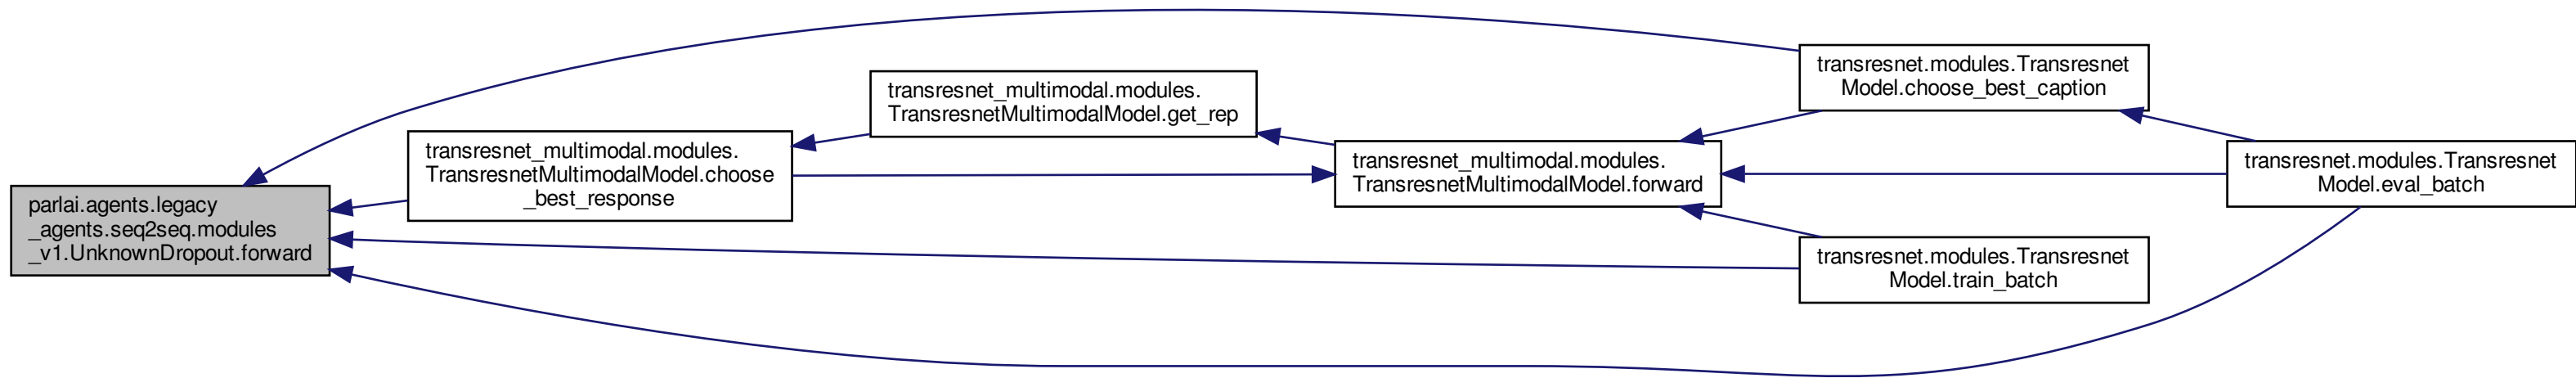 parlai.agents.legacy
_agents.seq2seq.modules
_v1.UnknownDropout.forward
transresnet_multimodal.modules.
TransresnetMultimodalModel.choose
_best_response
transresnet_multimodal.modules.
TransresnetMultimodalModel.get_rep
transresnet_multimodal.modules.
TransresnetMultimodalModel.forward
transresnet.modules.Transresnet
Model.choose_best_caption
transresnet.modules.Transresnet
Model.eval_batch
transresnet.modules.Transresnet
Model.train_batch